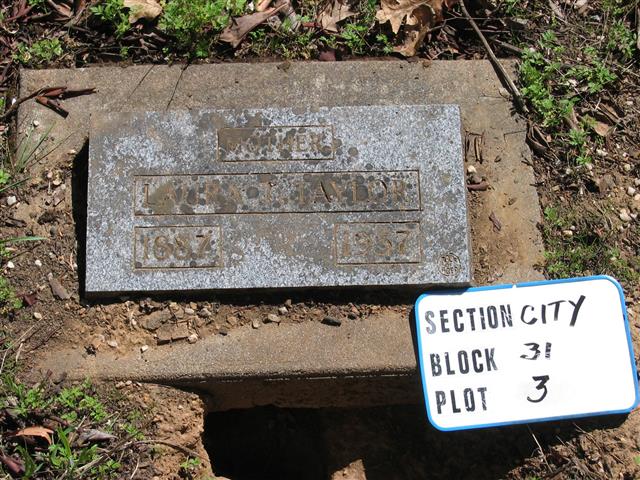 MOTHER
LAURA I. TAYLOR
1887 1957
SECTION CITY
BLOCK 31
PLOT 3